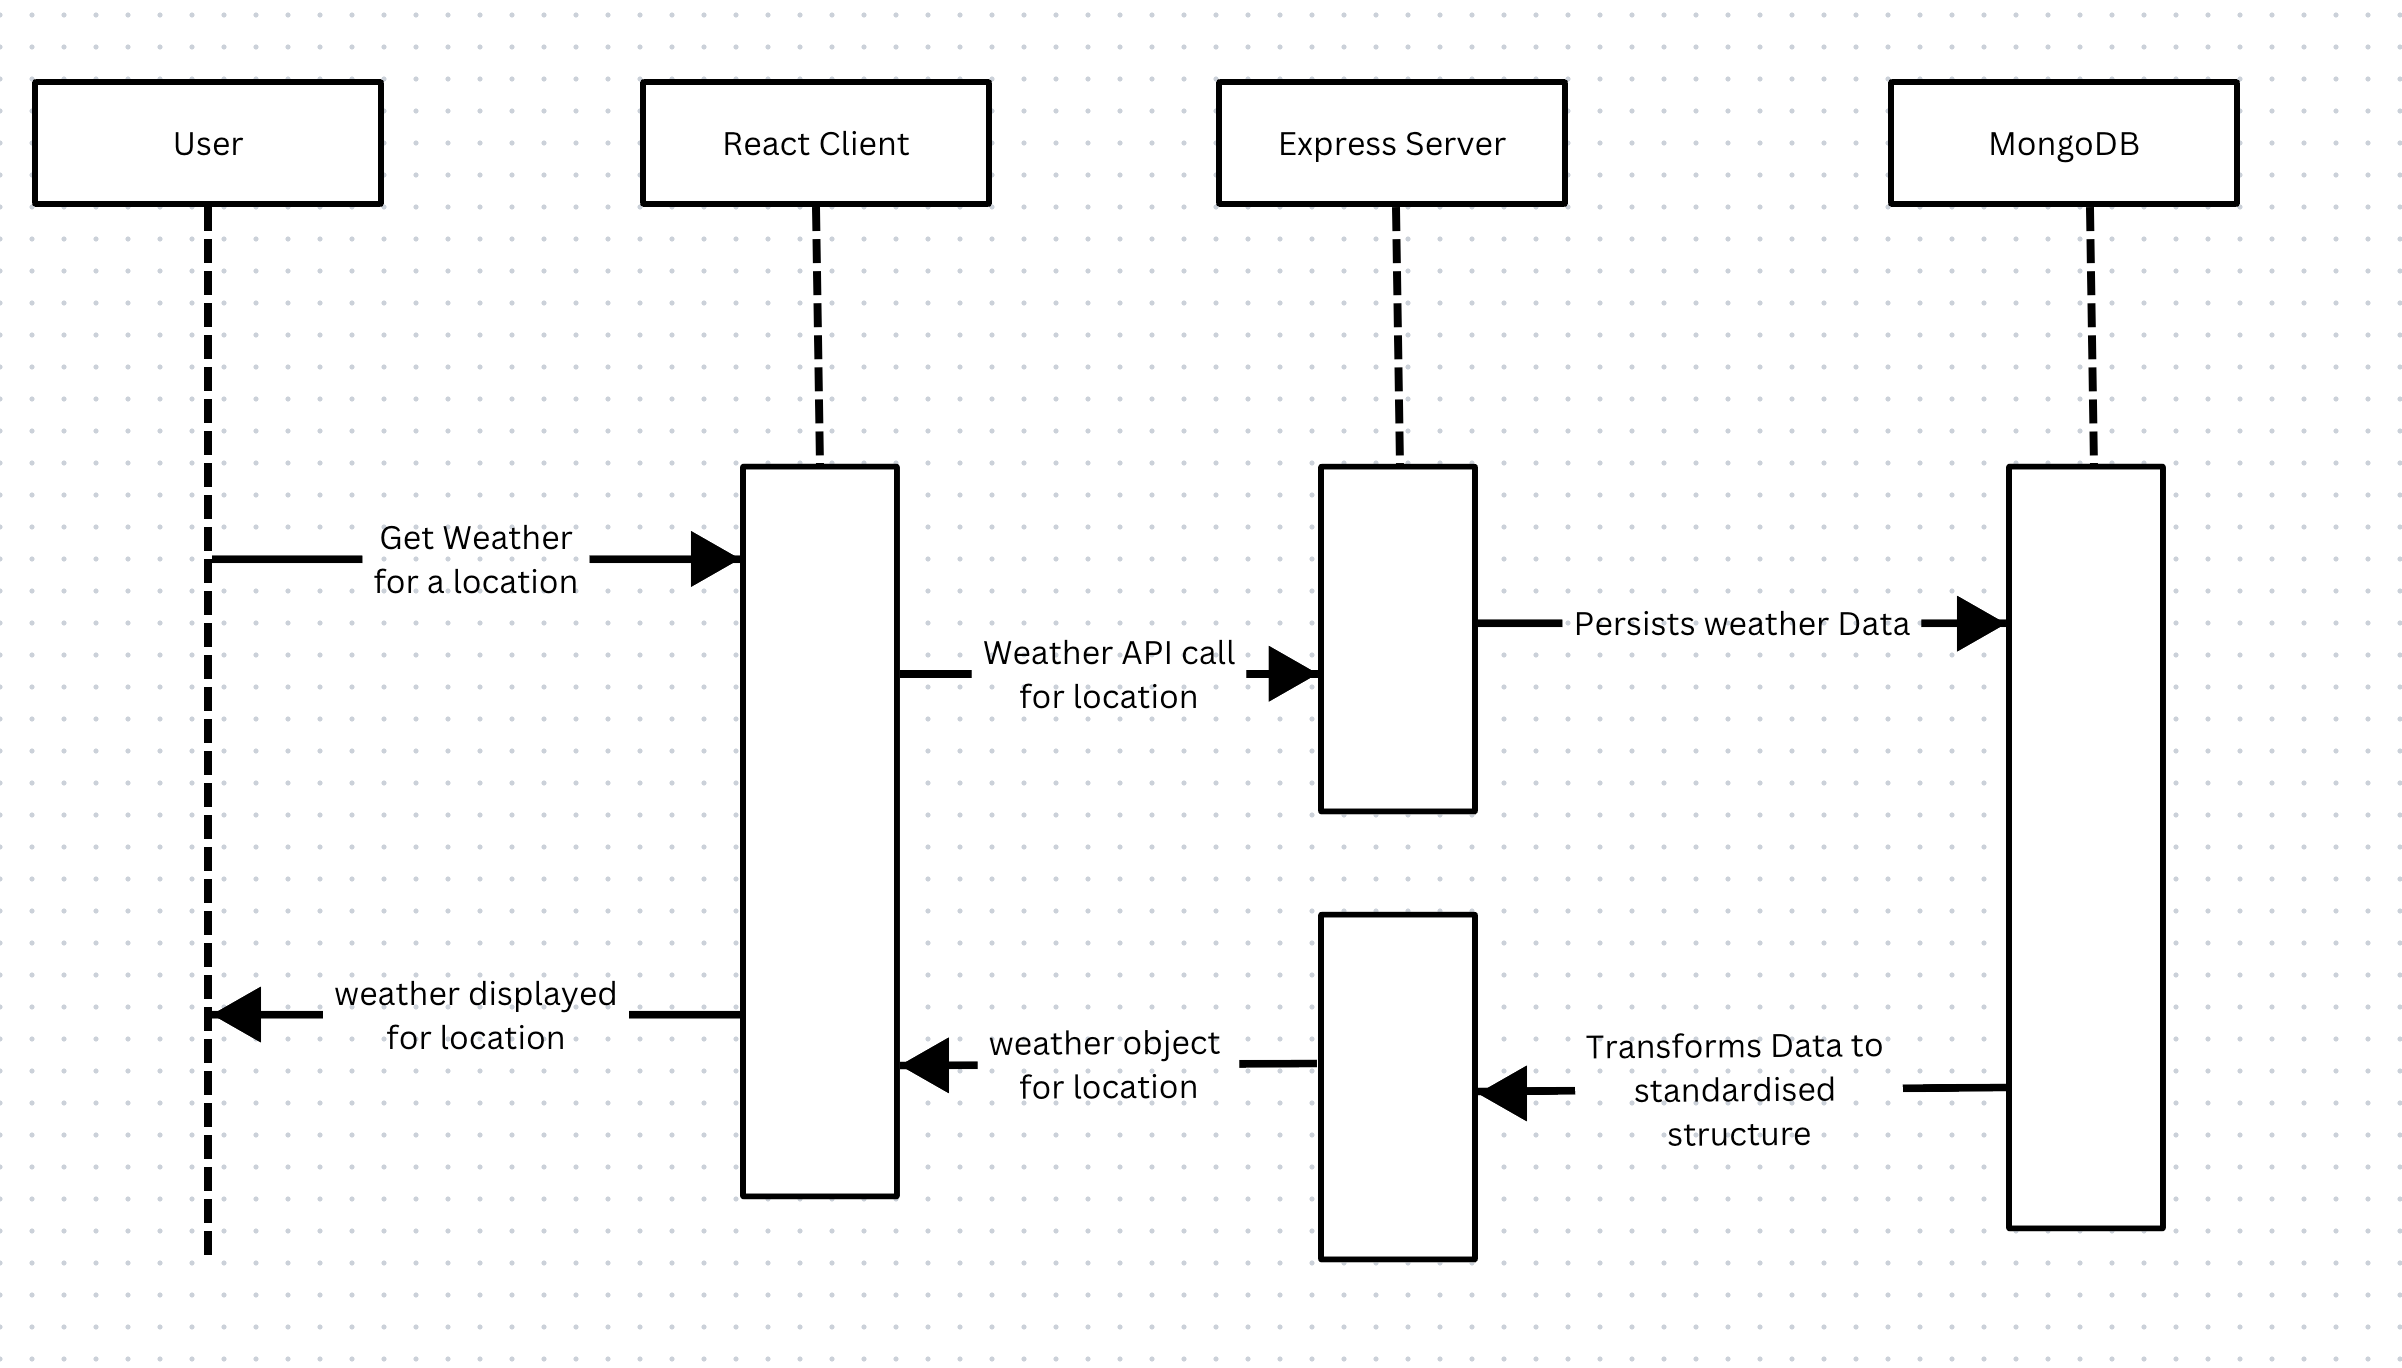 User
React Client
Express Server
MongoDB
Get Weather
for a location
Persists weather Data
Weather API call
for location
weather displayed
for location
weather object
for location
Transforms Data to
standardised
structure